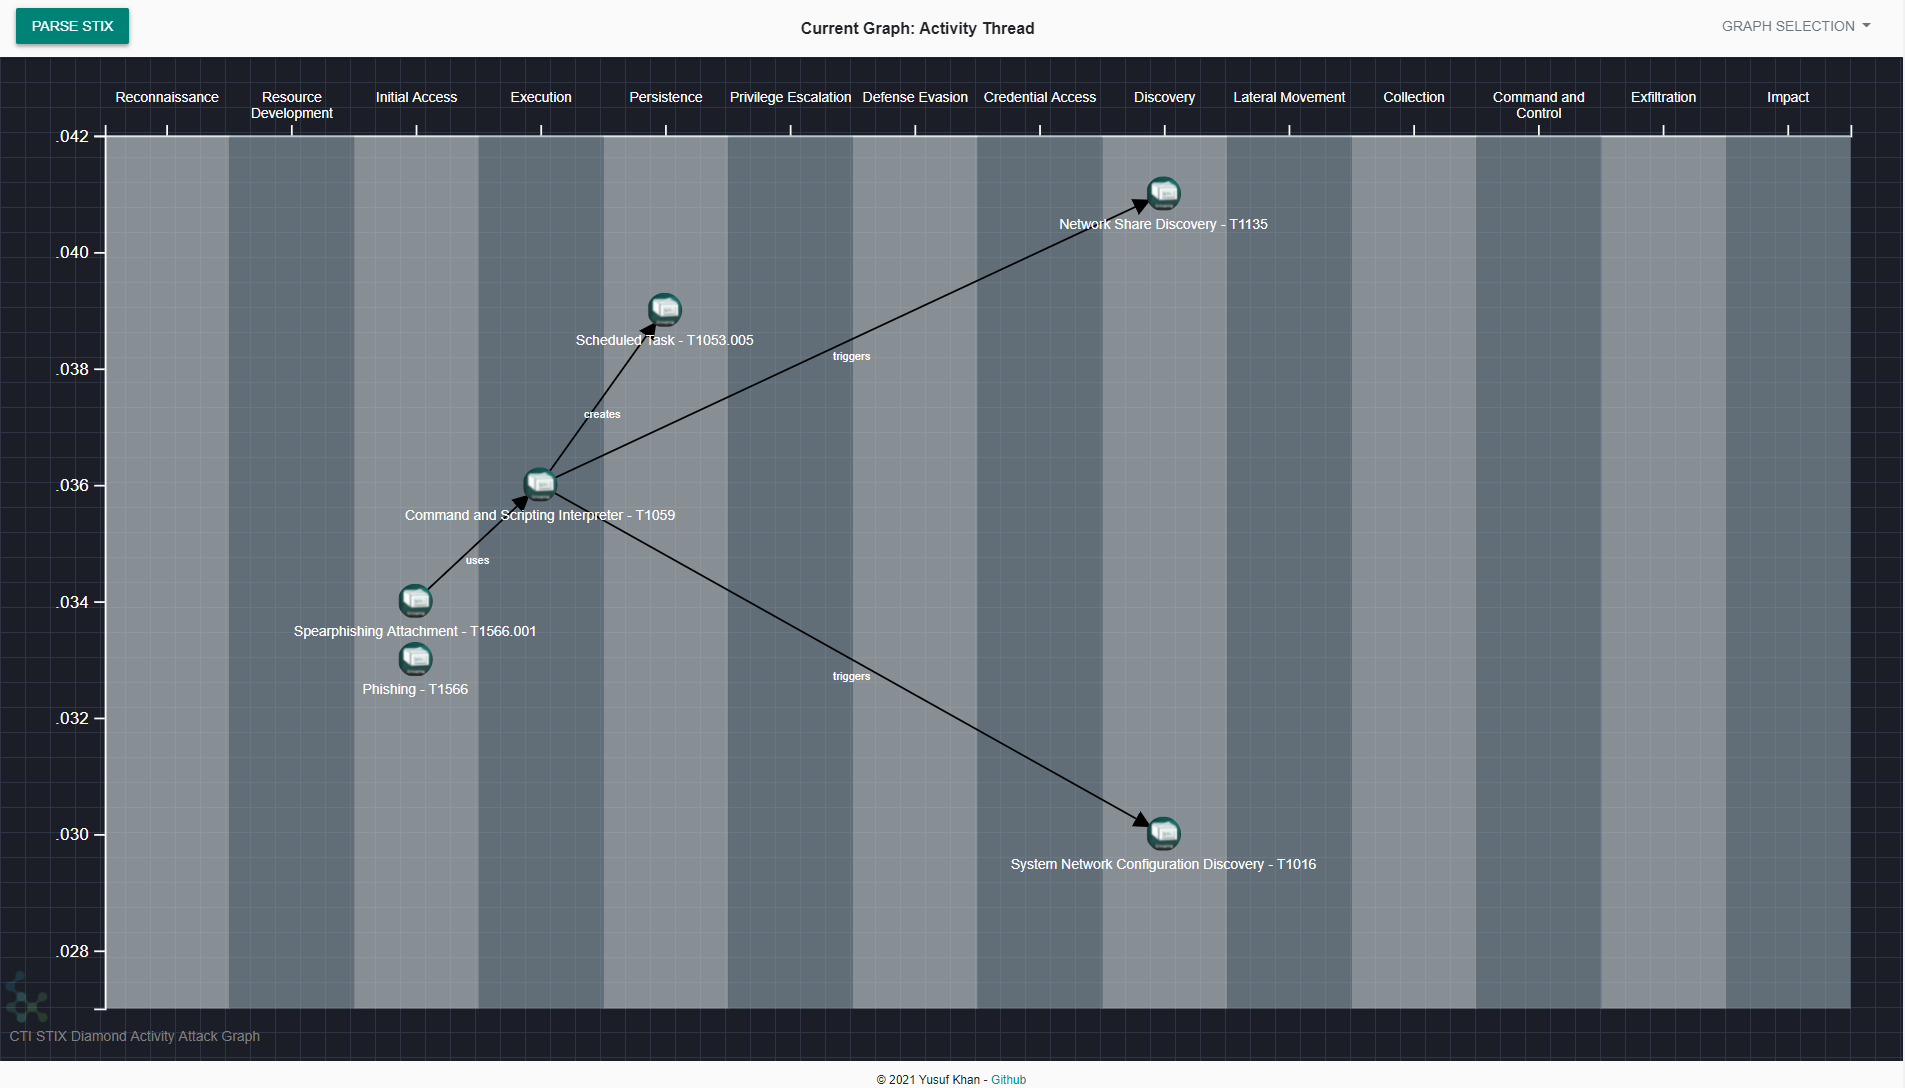 PARSE STIX
Current Graph: Activity Thread
GRAPH SELECTION
Reconnaissance
Resource
Development
Initial Access
Execution
Persistence
Privilege Escalation
Defense Evasion
Credential Access
Discovery
Lateral Movement
Collection
Command and
Control
Exfiltration
Impact
.042
Network Share Discovery - T1135
.040
Scheduled Task - T1053.005
triggers
.038
creates
.036
Command and Scripting Interpreter - T1059
uses
.034
Spearphishing Attachment - T1566.001
triggers
Phishing - T1566
.032
.030
System Network Configuration Discovery - T1016
.028
CTI STIX Diamond Activity Attack Graph
© 2021 Yusuf Khan - Github